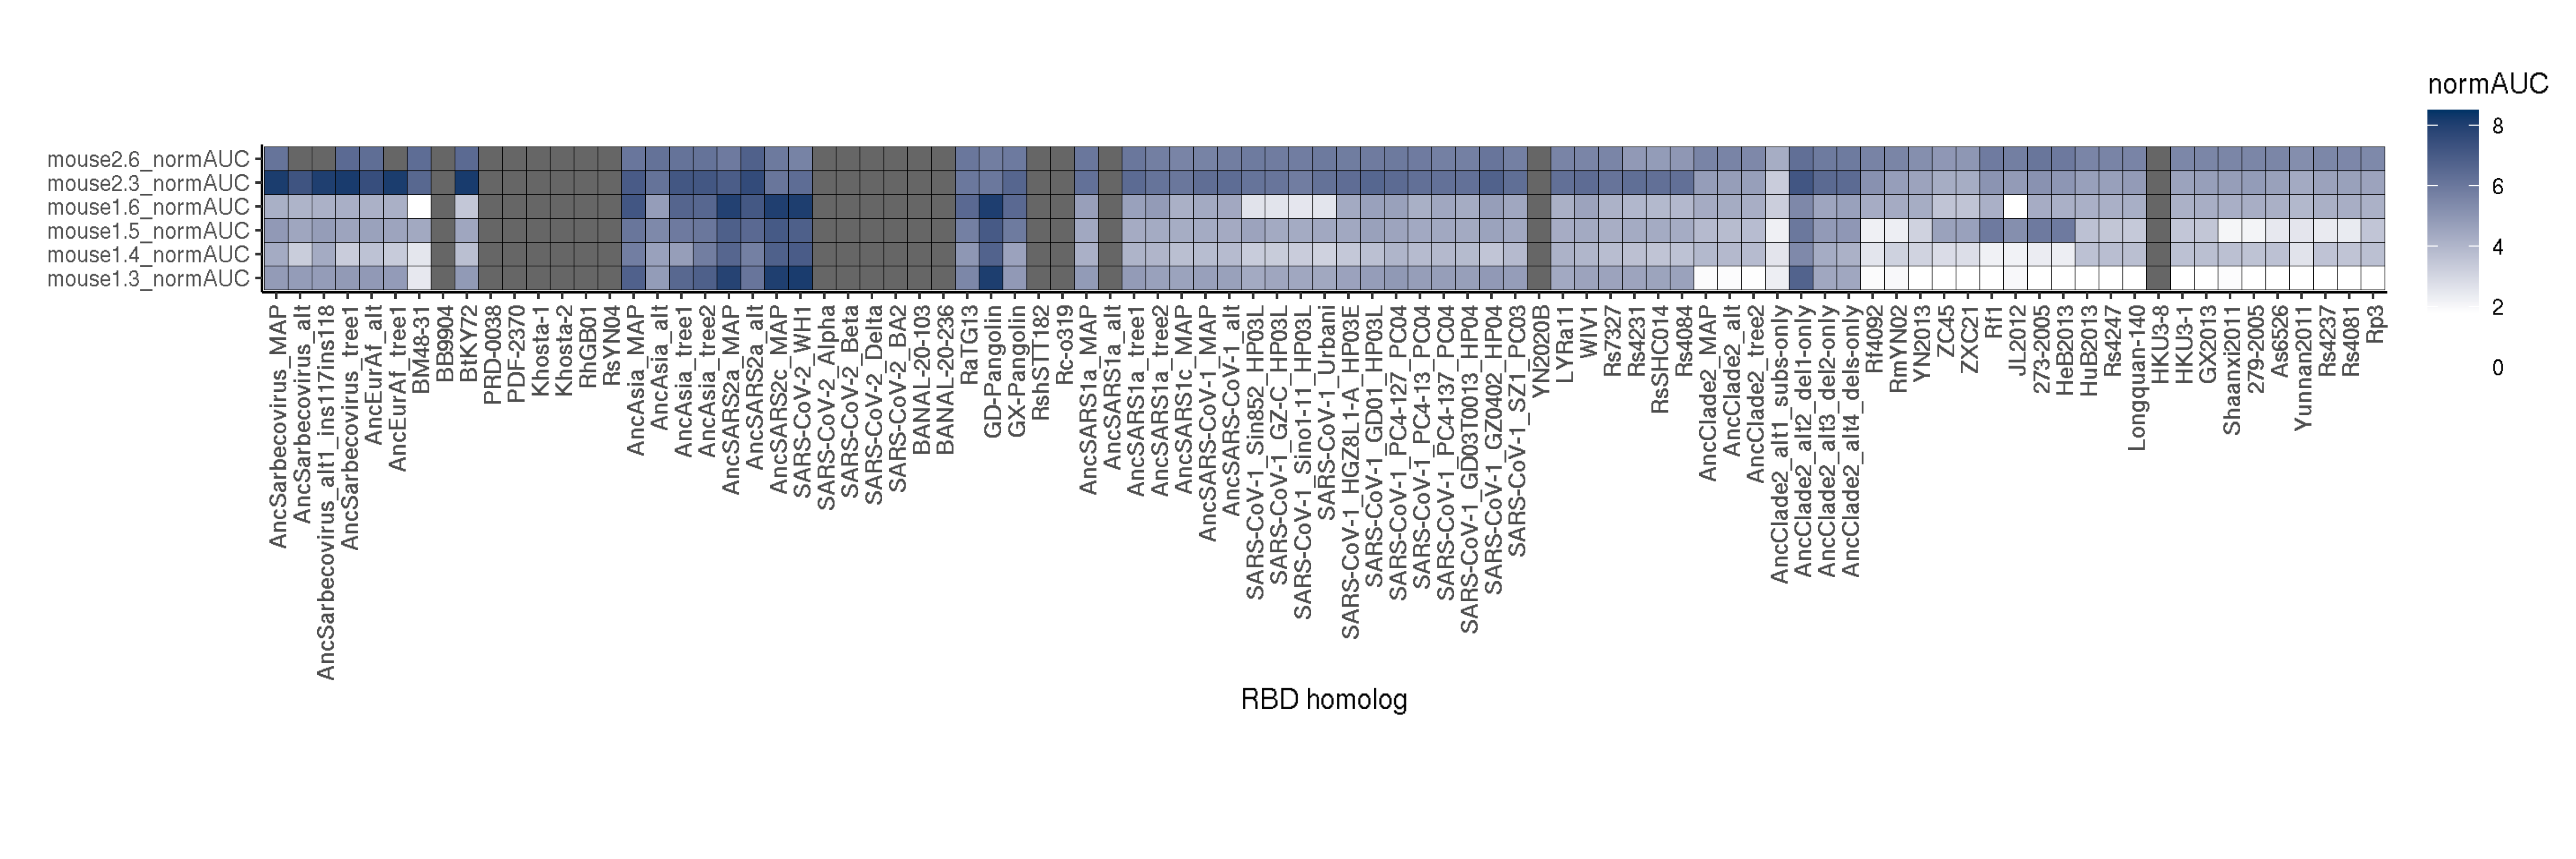 normAUC
8
6
4
2
0
mouse2.6_normAUC
mouse2.3_normAUC
mouse1.6_normAUC
mouse1.5_normAUC
mouse1.4_normAUC
mouse1.3_normAUC
AncSarbecovirus_MAP
AncSarbecovirus_alt
AncSarbecovirus_alt1_ins117ins118
AncSarbecovirus_tree1
AncEurAf_alt
AncEurAf_tree1
BM48-31
BB9904
BtKY72
PRD-0038
PDF-2370
Khosta-1
Khosta-2
RhGB01
RsYN04
AncAsia_MAP
AncAsia_alt
AncAsia_tree1
AncAsia_tree2
AncSARS2a_MAP
AncSARS2a_alt
AncSARS2c_MAP
SARS-CoV-2_WH1
SARS-CoV-2_Alpha
SARS-CoV-2_Beta
SARS-CoV-2_Delta
SARS-CoV-2_BA2
BANAL-20-103
BANAL-20-236
RaTG13
GD-Pangolin
GX-Pangolin
RshSTT182
Rc-o319
AncSARS1a_MAP
AncSARS1a_alt
AncSARS1a_tree1
AncSARS1a_tree2
AncSARS1c_MAP
AncSARS-CoV-1_MAP
AncSARS-CoV-1_alt
SARS-CoV-1_Sin852_HP03L
SARS-CoV-1_GZ-C_HP03L
SARS-CoV-1_Sino1-11_HP03L
SARS-CoV-1_Urbani
SARS-CoV-1_HGZ8L1-A_HP03E
SARS-CoV-1_GD01_HP03L
SARS-CoV-1_PC4-127_PC04
SARS-CoV-1_PC4-13_PC04
SARS-CoV-1_PC4-137_PC04
SARS-CoV-1_GD03T0013_HP04
SARS-CoV-1_GZ0402_HP04
SARS-CoV-1_SZ1_PC03
YN2020B
LYRa11
WIV1
Rs7327
Rs4231
RsSHC014
Rs4084
AncClade2_MAP
AncClade2_alt
AncClade2_tree2
AncClade2_alt1_subs-only
AncClade2_alt2_del1-only
AncClade2_alt3_del2-only
AncClade2_alt4_dels-only
Rf4092
RmYN02
YN2013
ZC45
ZXC21
Rf1
JL2012
273-2005
HeB2013
HuB2013
Rs4247
Longquan-140
HKU3-8
HKU3-1
GX2013
Shaanxi2011
279-2005
As6526
Yunnan2011
Rs4237
Rs4081
Rp3
RBD homolog